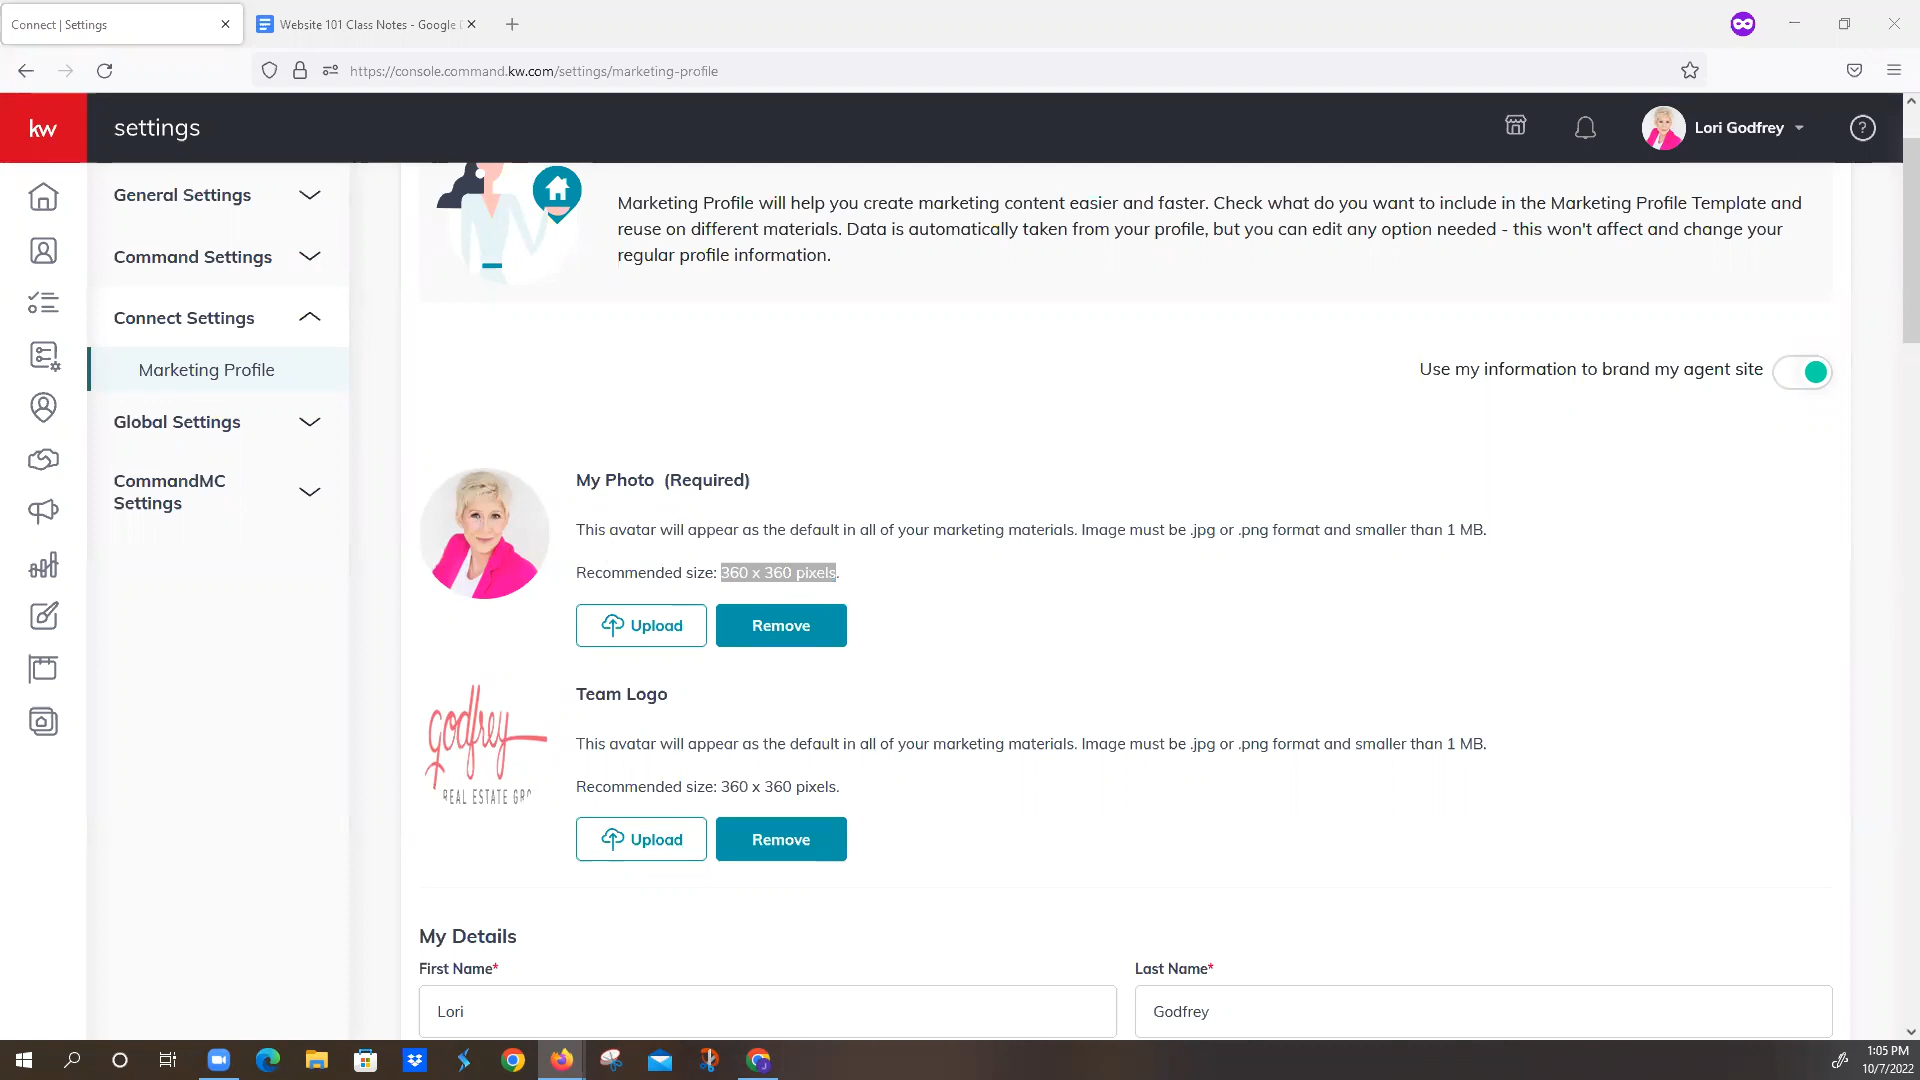 Connect | Settings
Website 101 Class Notes - Google
https://console.command.kw.com/settings/marketing-profile
kw
settings
Lori Godfrey
General Settings
Command Settings
Connect Settings
Marketing Profile
Global Settings
CommandMC
Settings
Marketing Profile will help you create marketing content easier and faster. Check what do you want to include in the Marketing Profile Template and
reuse on different materials. Data is automatically taken from your profile, but you can edit any option needed - this won't affect and change your
regular profile information.
Use my information to brand my agent site
My Photo (Required)
This avatar will appear as the default in all of your marketing materials. Image must be .jpg or .png format and smaller than 1 MB.
Recommended size: 360 x 360 pixels.
Upload
Remove
godfrey
REAL ESTATE GRO
Team Logo
This avatar will appear as the default in all of your marketing materials. Image must be .jpg or .png format and smaller than 1 MB.
Recommended size: 360 x 360 pixels.
Upload
Remove
My Details
First Name*
Last Name*
Lori
Godfrey
1:05 PM
10/7/2022